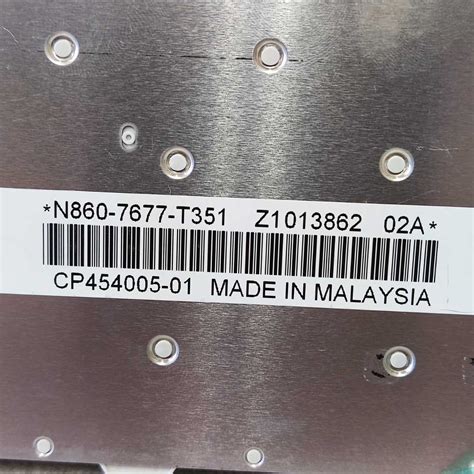 *N860-7677-T351 Z1013862 02A*
CP454005-01 MADE IN MALAYSIA